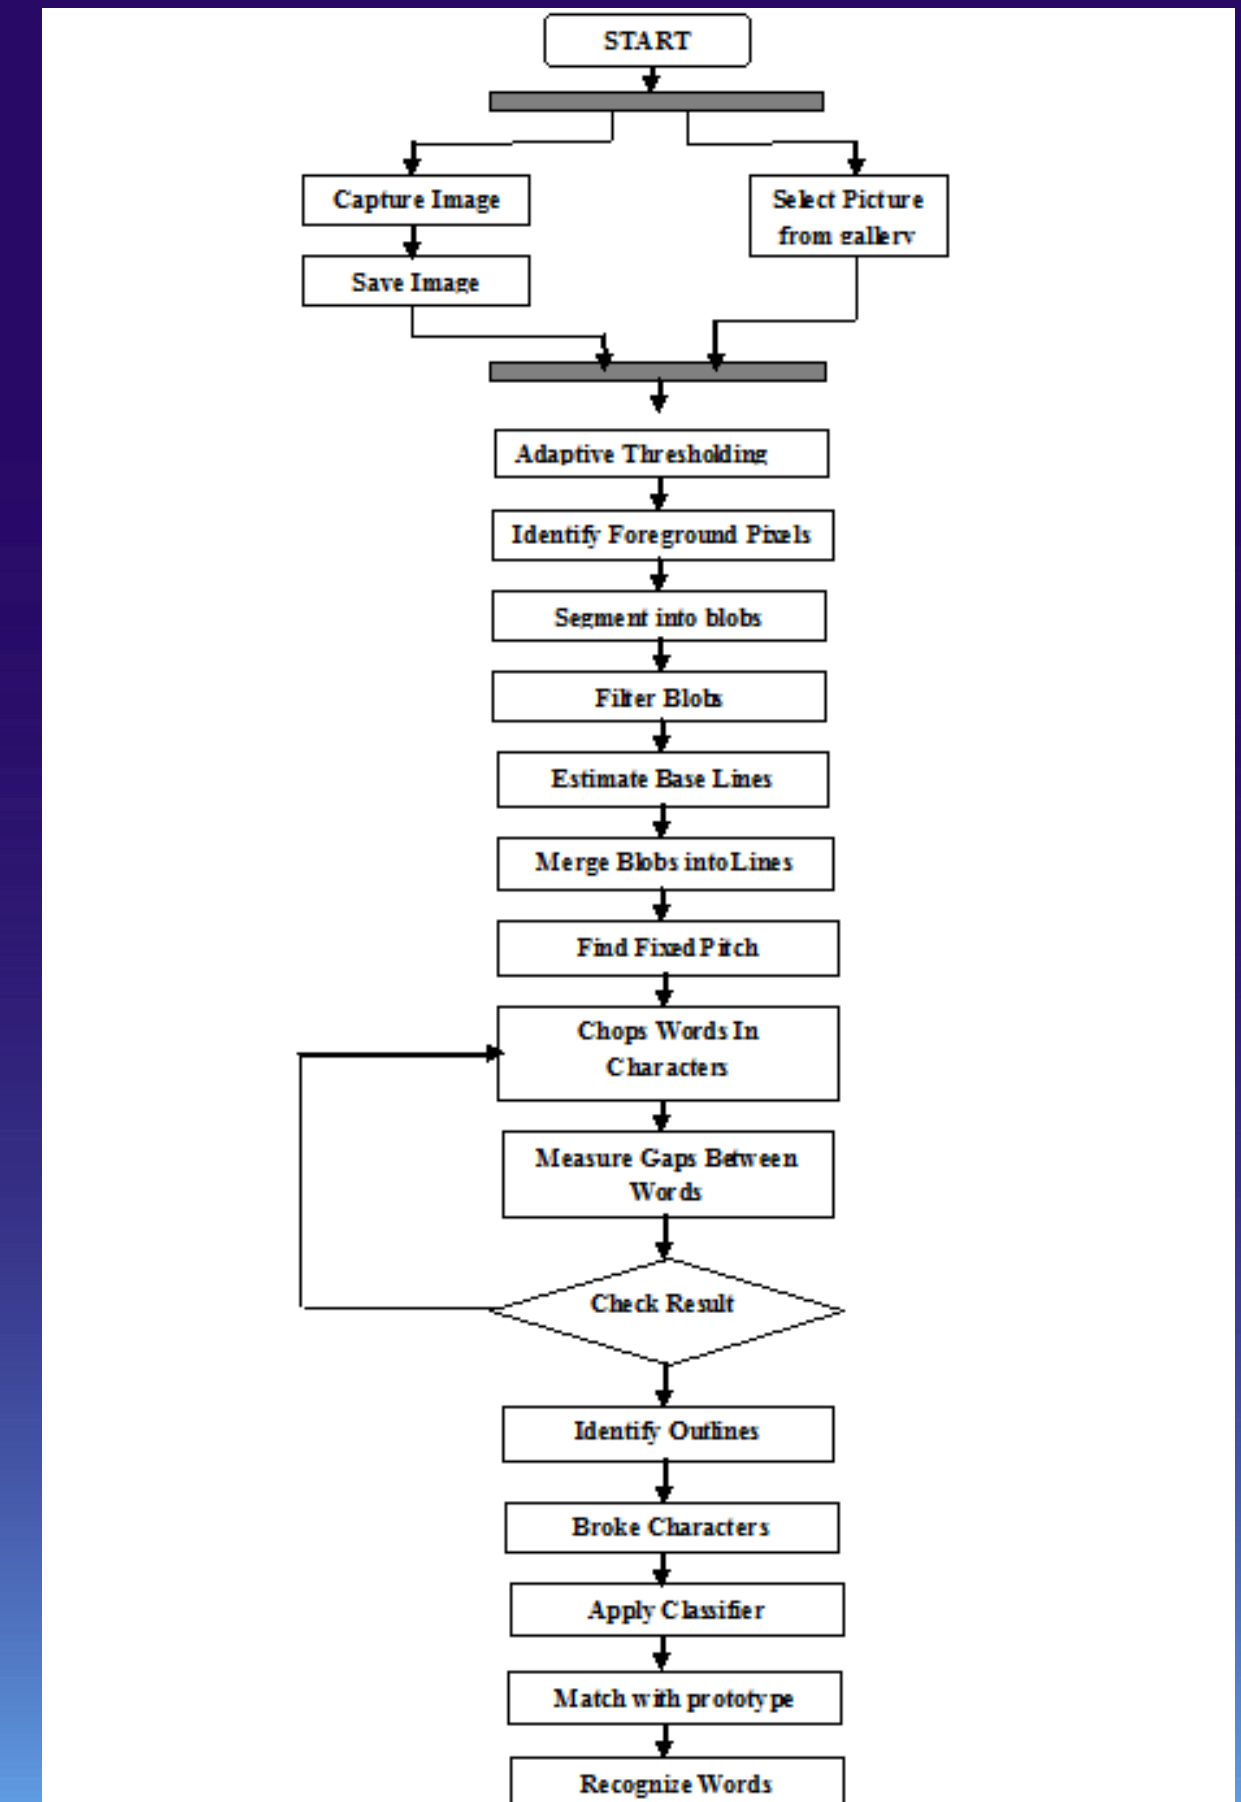 START
Capture Image
Select Picture
from gallery
Save Image
Adaptive Thresholding
Identify Foreground Pixels
Segment into blobs
Filter Blobs
Estimate Base Lines
Merge Blobs into Lines
Find Fixed Pitch
Chops Words In
Characters
Measure Gaps Between
Words
Check Result
Identify Outlines
Broke Characters
Apply Classifier
Match with prototype
Recognize Words